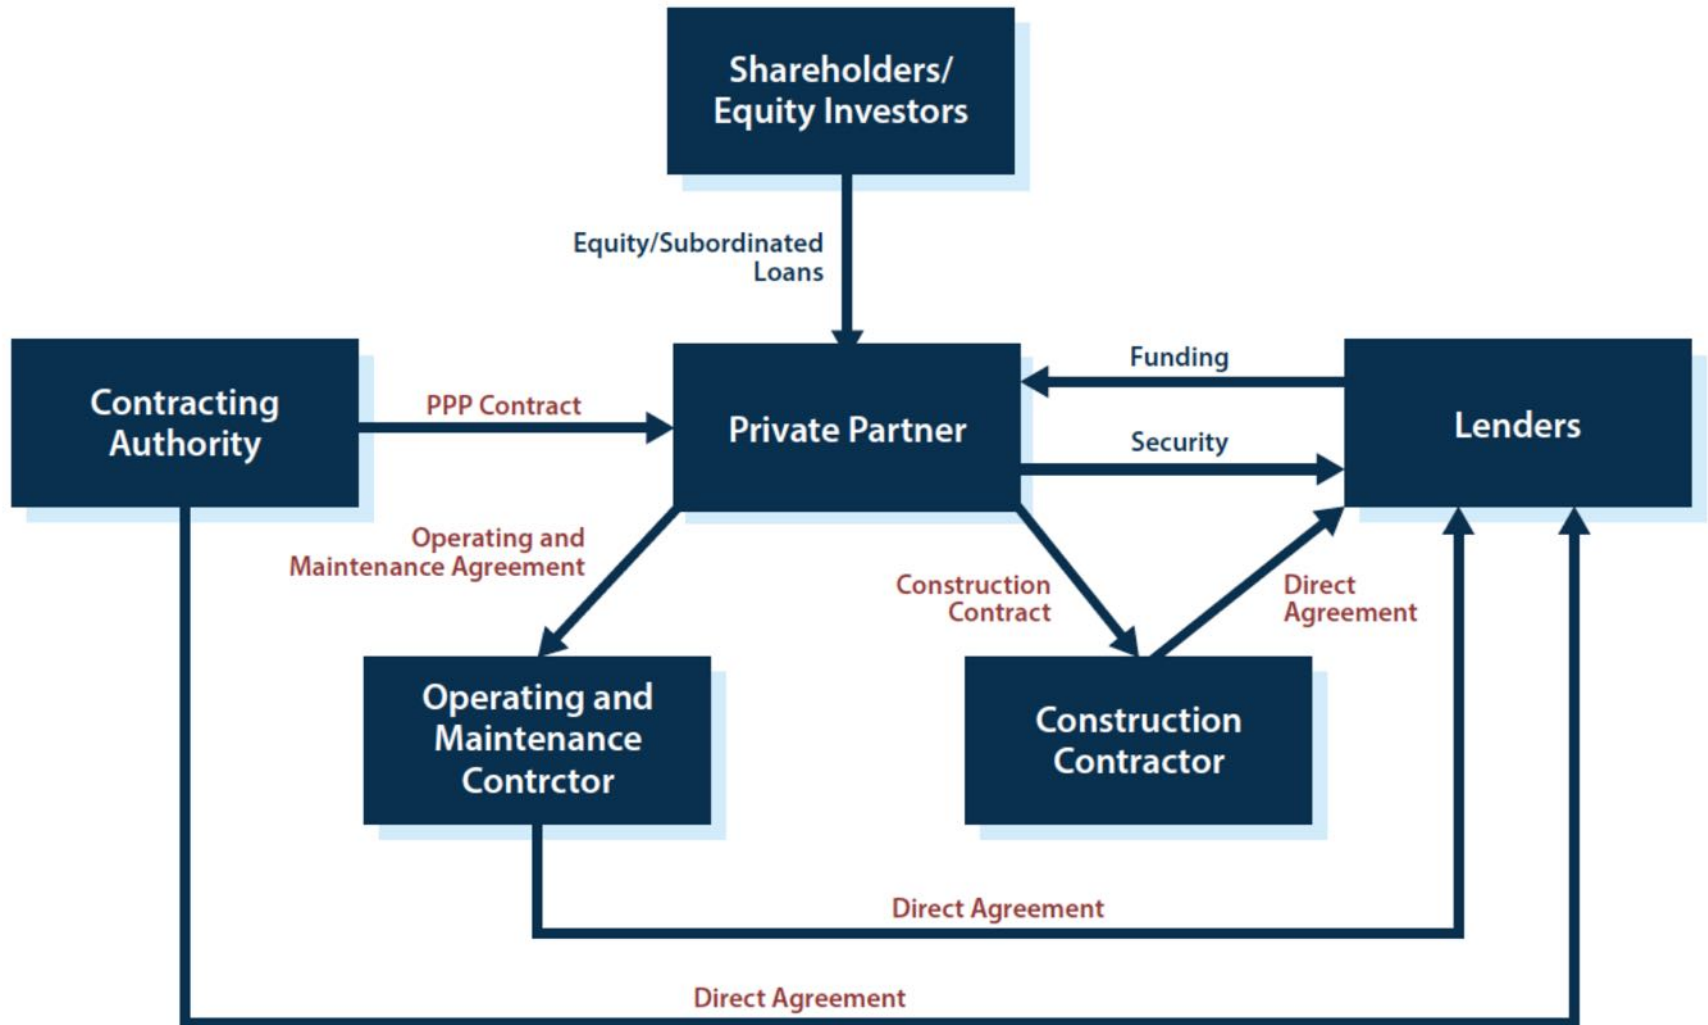 Shareholders/
Equity Investors
Equity/Subordinated
Loans
Contracting
Authority
PPP Contract
Private Partner
Funding
Security
Lenders
Operating and
Maintenance Agreement
Construction
Contract
Direct
Agreement
Operating and
Maintenance
Contrctor
Construction
Contractor
Direct Agreement
Direct Agreement